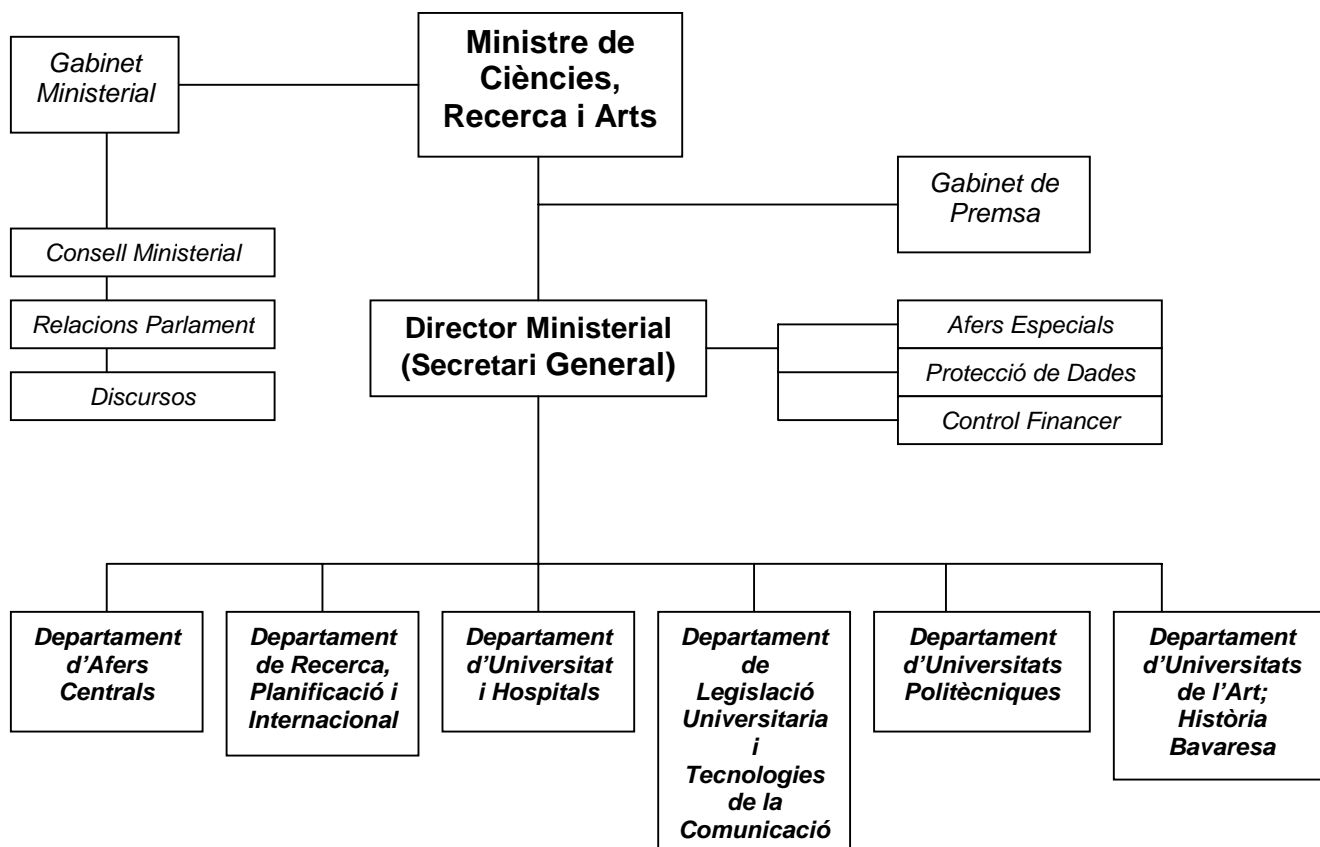 Gabinet
Ministerial
Ministre de
Ciències,
Recerca i Arts
Gabinet de
Premsa
Consell Ministerial
Relacions Parlament
Discursos
Director Ministerial
(Secretari General)
Afers Especials
Protecció de Dades
Control Financer
Departament
d’Afers
Centrals
Departament
de Recerca,
Planificació i
Internacional
Departament
d’Universitat
i Hospitals
Departament
de
Legislació
Universitaria
i
Tecnologies
de la
Comunicació
Departament
d’Universitats
Politècniques
Departament
d’Universitats
de l’Art;
Història
Bavaresa